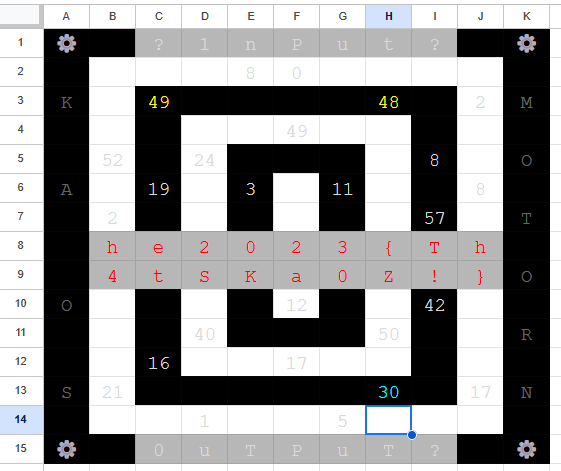 A B C D E F G H I J K
1 ? l n P u t ?
2 8 0
3 K 49 48 2 M
4 49
5 52 24 8 O
6 A 19 3 11 8
7 2 57 T
8 h e 2 0 2 3 { T h
9 4 t S K a 0 Z ! } O
10 O 12 42
11 40 50 R
12 16 17
13 S 21 30 17 N
14 1 5
15 0 u T P u T ?